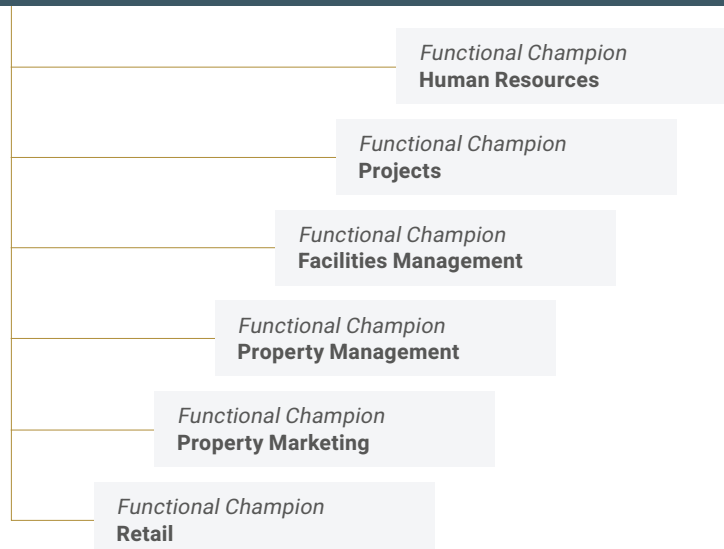 Functional Champion
Human Resources
Functional Champion
Projects
Functional Champion
Facilities Management
Functional Champion
Property Management
Functional Champion
Property Marketing
Functional Champion
Retail